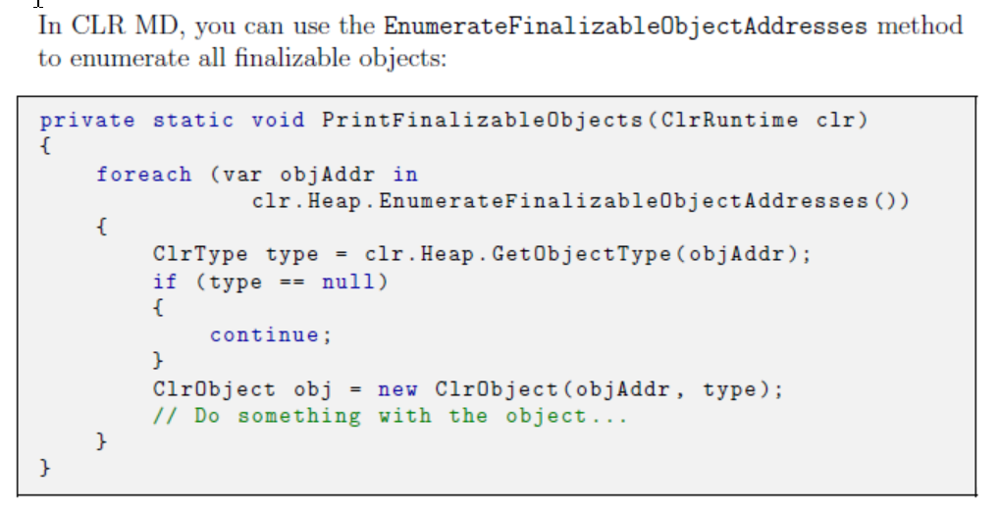 In CLR MD, you can use the EnumerateFinalizableObjectAddresses method
to enumerate all finalizable objects:
private static void PrintFinalizableObjects(ClrRuntime clr)
{
foreach (var objAddr in
clr.Heap.EnumerateFinalizableObjectAddresses())
{
ClrType type = clr.Heap.GetObjectType(objAddr);
if (type == null)
{
continue;
}
ClrObject obj = new ClrObject(objAddr, type);
// Do something with the object...
}
}